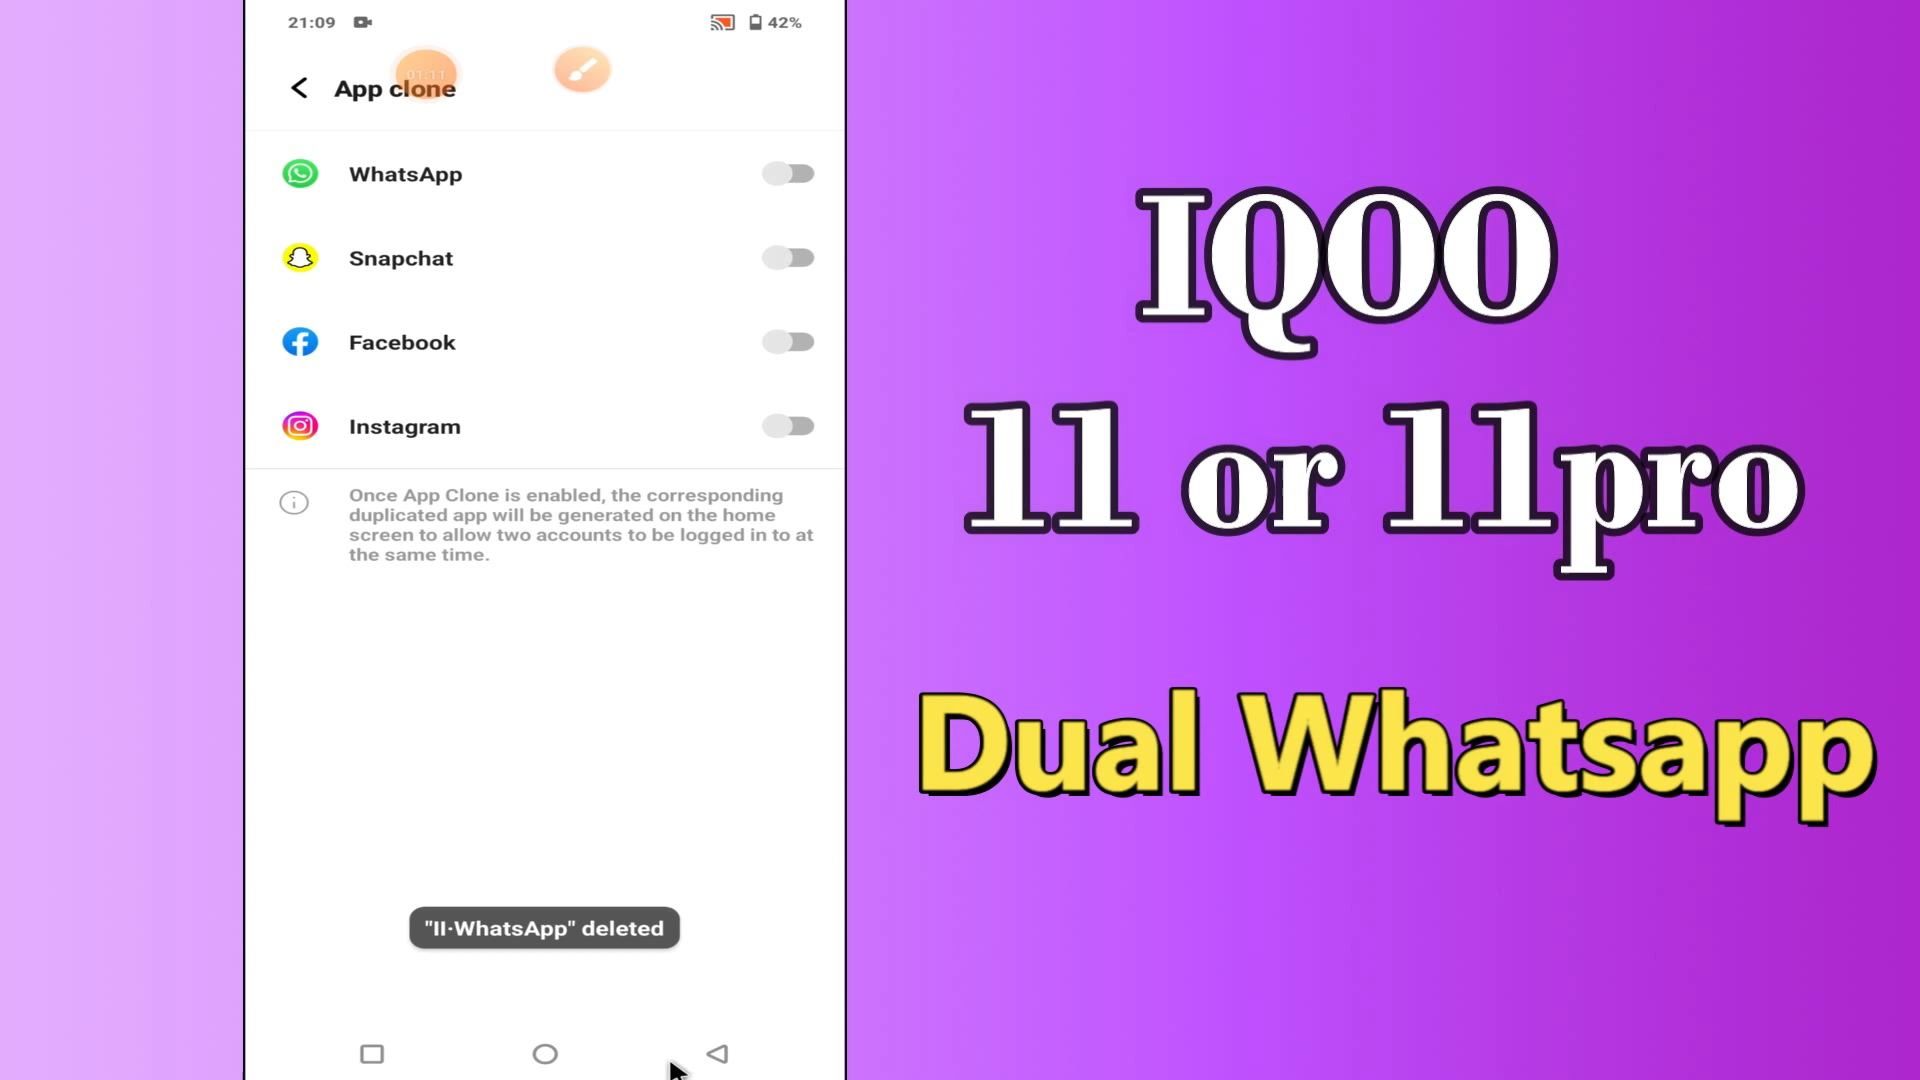 21:09
42%
01:11
App clone
WhatsApp
Snapchat
Facebook
Instagram
Once App Clone is enabled, the corresponding
duplicated app will be generated on the home
screen to allow two accounts to be logged in to at
the same time.
"II·WhatsApp" deleted
IQOO
11 or 11pro
Dual Whatsapp